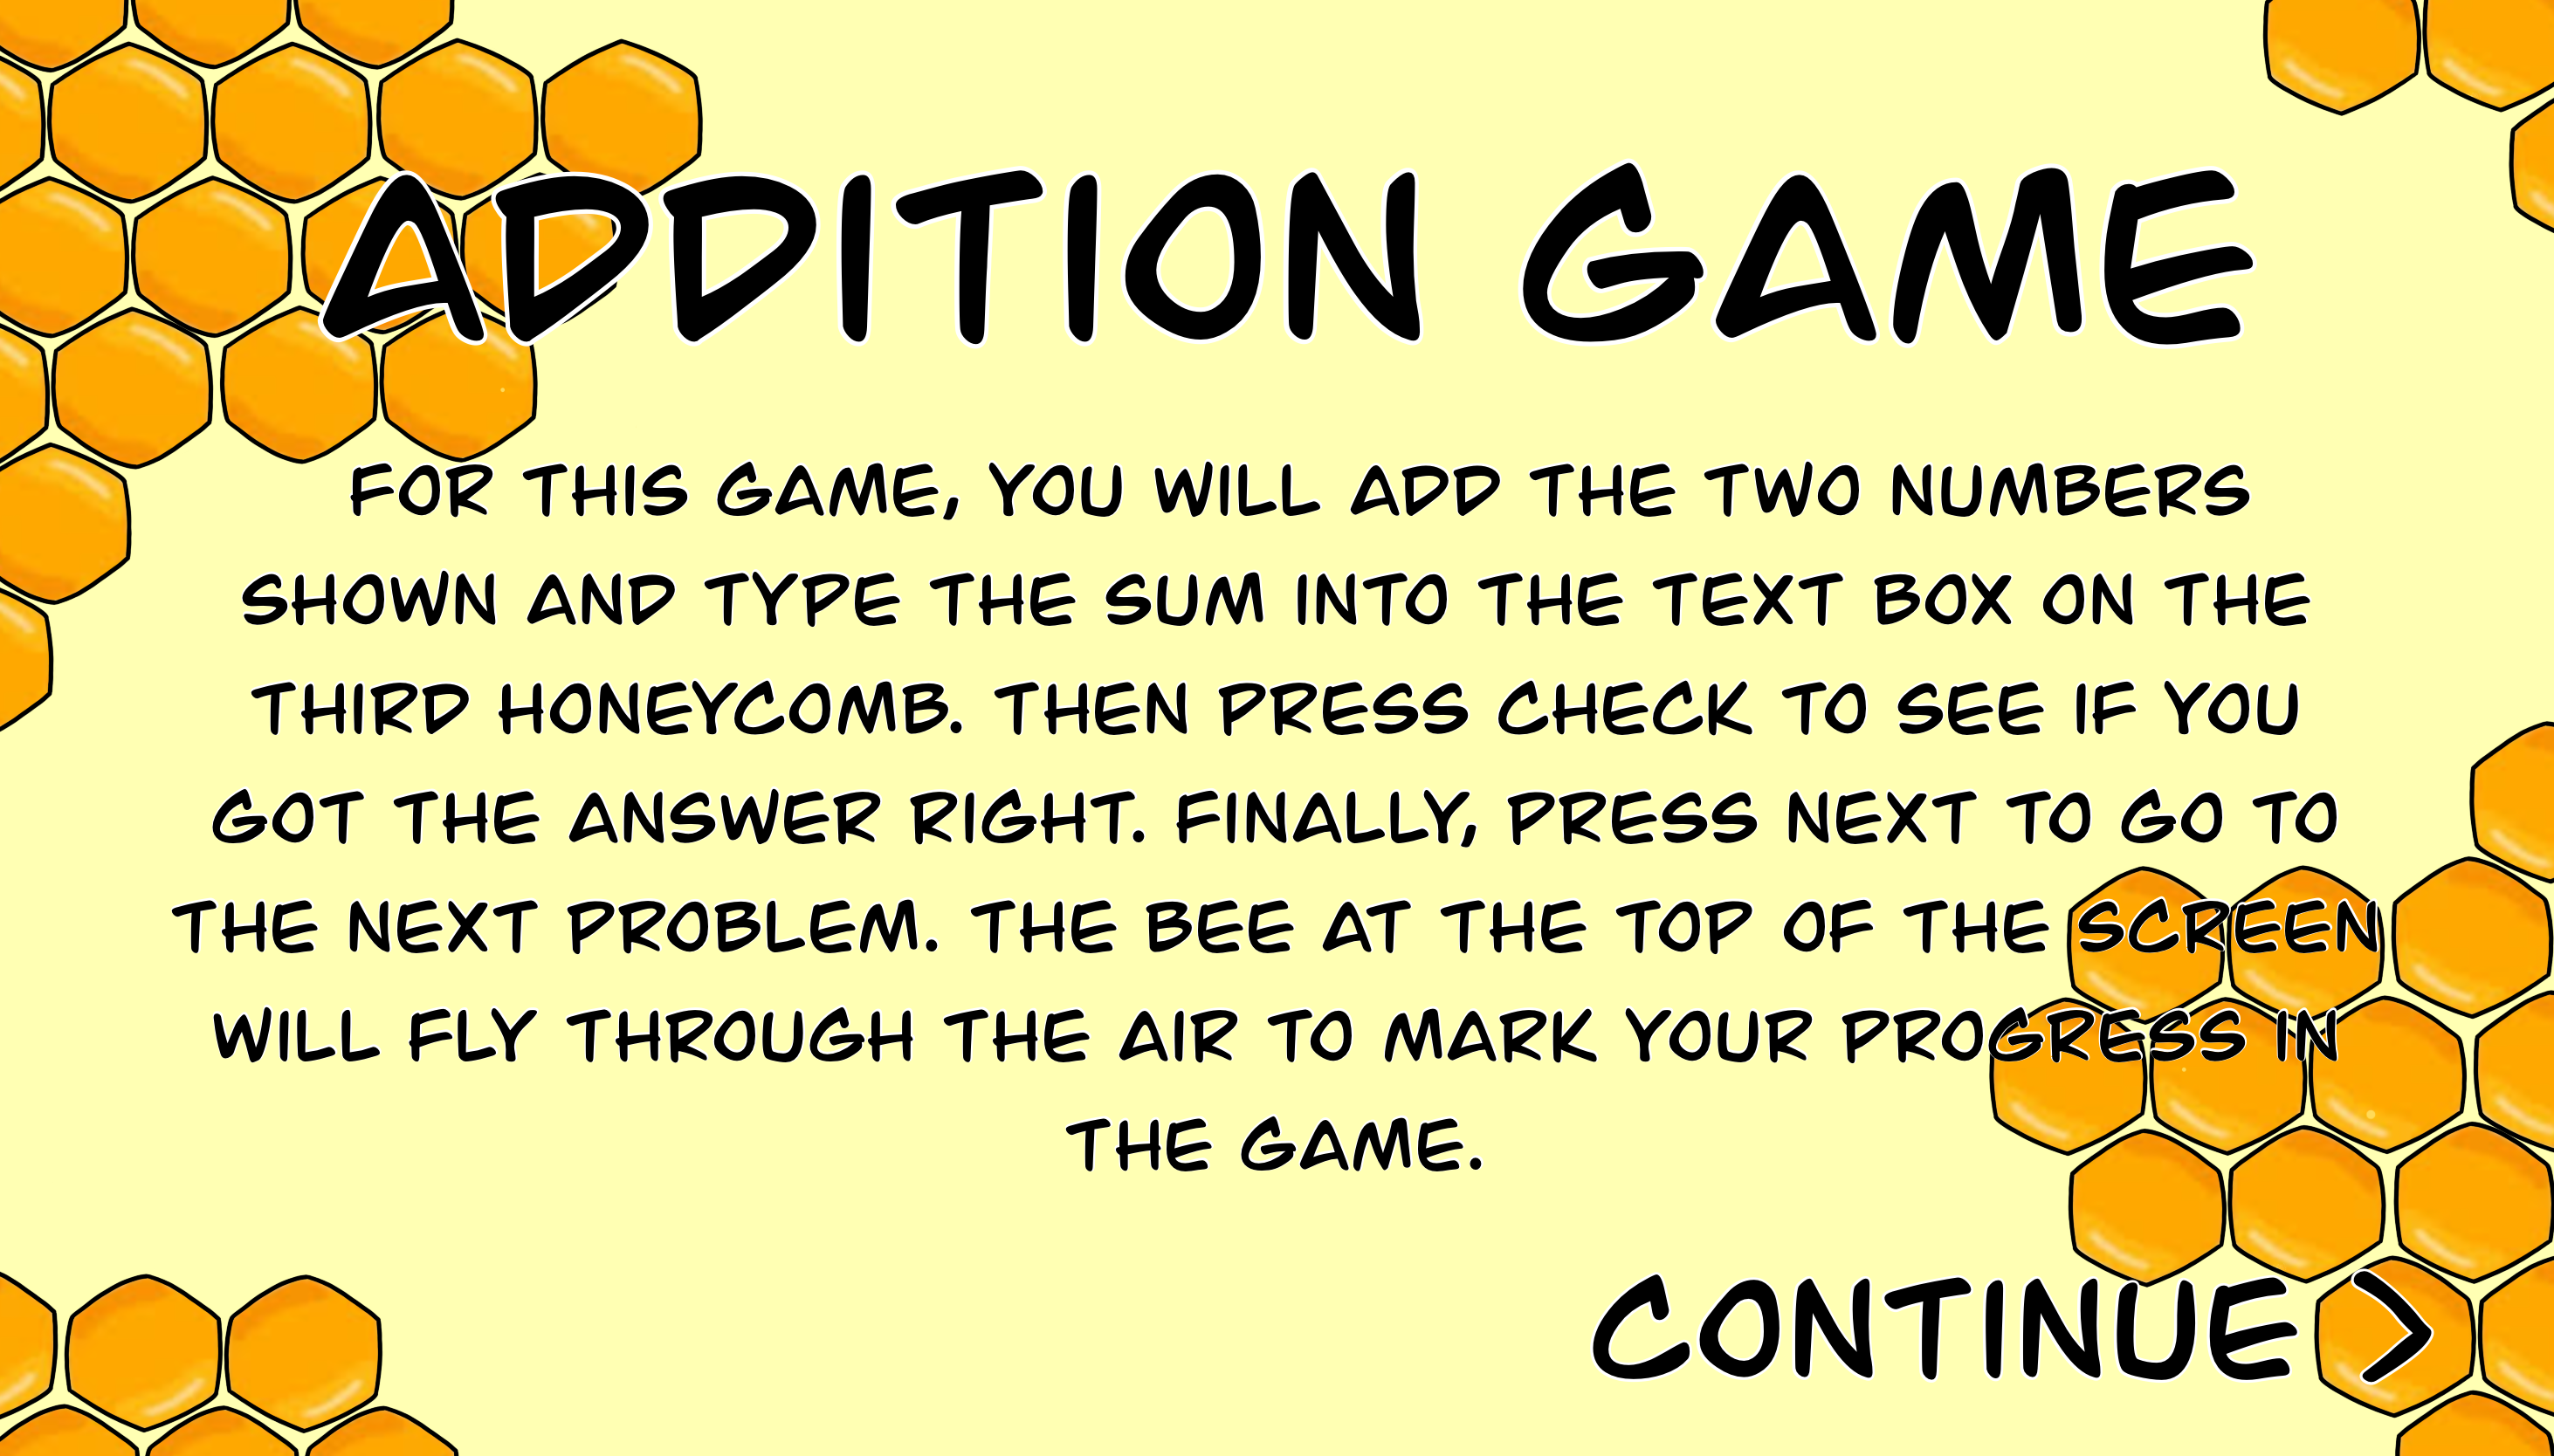 ADDITION GAME
FOR THIS GAME, YOU WILL ADD THE TWO NUMBERS
SHOWN AND TYPE THE SUM INTO THE TEXT BOX ON THE
THIRD HONEYCOMB. THEN PRESS CHECK TO SEE IF YOU
GOT THE ANSWER RIGHT. FINALLY, PRESS NEXT TO GO TO
THE NEXT PROBLEM. THE BEE AT THE TOP OF THE SCREEN
WILL FLY THROUGH THE AIR TO MARK YOUR PROGRESS IN
THE GAME.
CONTINUE >